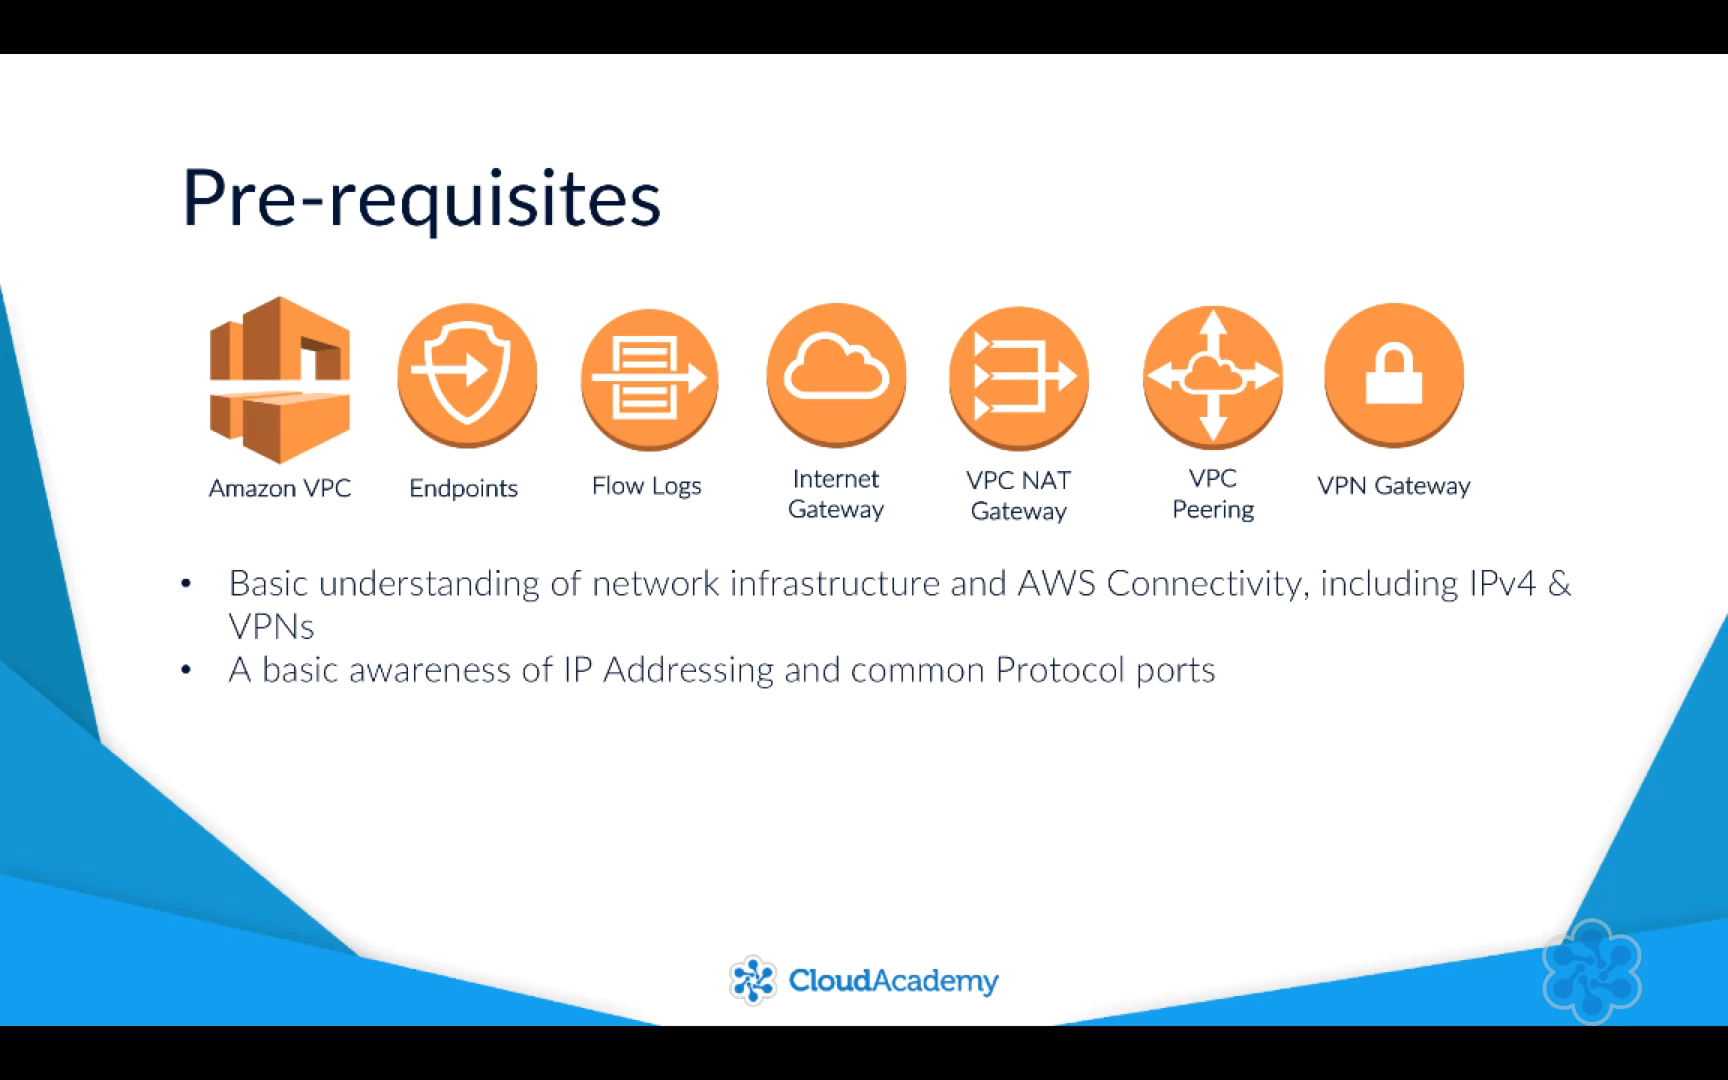 Pre-requisites
Amazon VPC
Endpoints
Flow Logs
Internet
Gateway
VPC NAT
Gateway
VPC
Peering
VPN Gateway
• Basic understanding of network infrastructure and AWS Connectivity, including IPv4 &
VPNs
• A basic awareness of IP Addressing and common Protocol ports
CloudAcademy